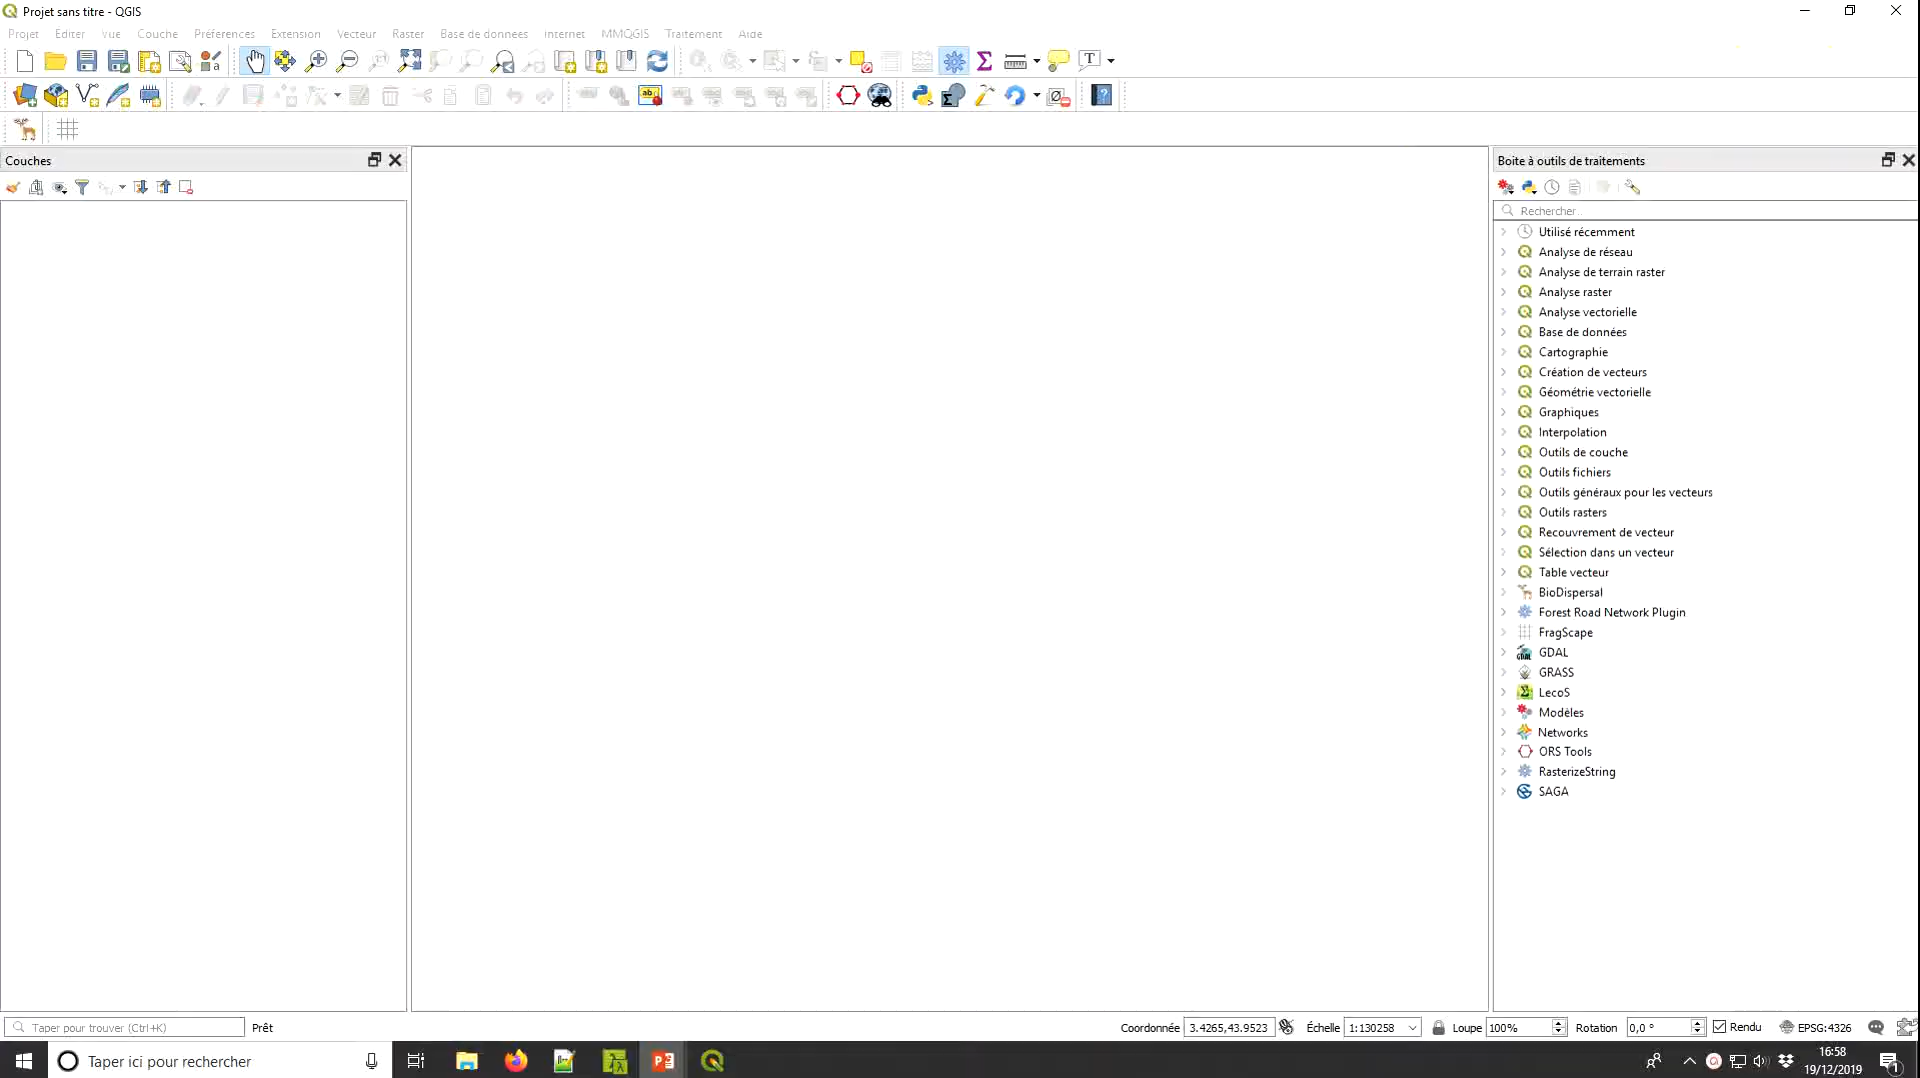 Projet sans titre - QGIS
Projet Éditer Vue Couche Préférences Extension Vecteur Raster Base de données Internet MMQGIS Traitement Aide
Couches
Boite à outils de traitements
Rechercher...
Utilisé récemment
Analyse de réseau
Analyse de terrain raster
Analyse raster
Analyse vectorielle
Base de données
Cartographie
Création de vecteurs
Géométrie vectorielle
Graphiques
Interpolation
Outils de couche
Outils fichiers
Outils généraux pour les vecteurs
Outils rasters
Recouvrement de vecteur
Sélection dans un vecteur
Table vecteur
BioDispersal
Forest Road Network Plugin
FragScape
GDAL
GRASS
LecoS
Modèles
Networks
ORS Tools
RasterizeString
SAGA
Taper pour trouver (Ctrl+K) Prêt Coordonnée 3.4265,43.9523 Échelle 1:130258 Loupe 100% Rotation 0,0 ° Rendu EPSG:4326
Taper ici pour rechercher
16:58
19/12/2019